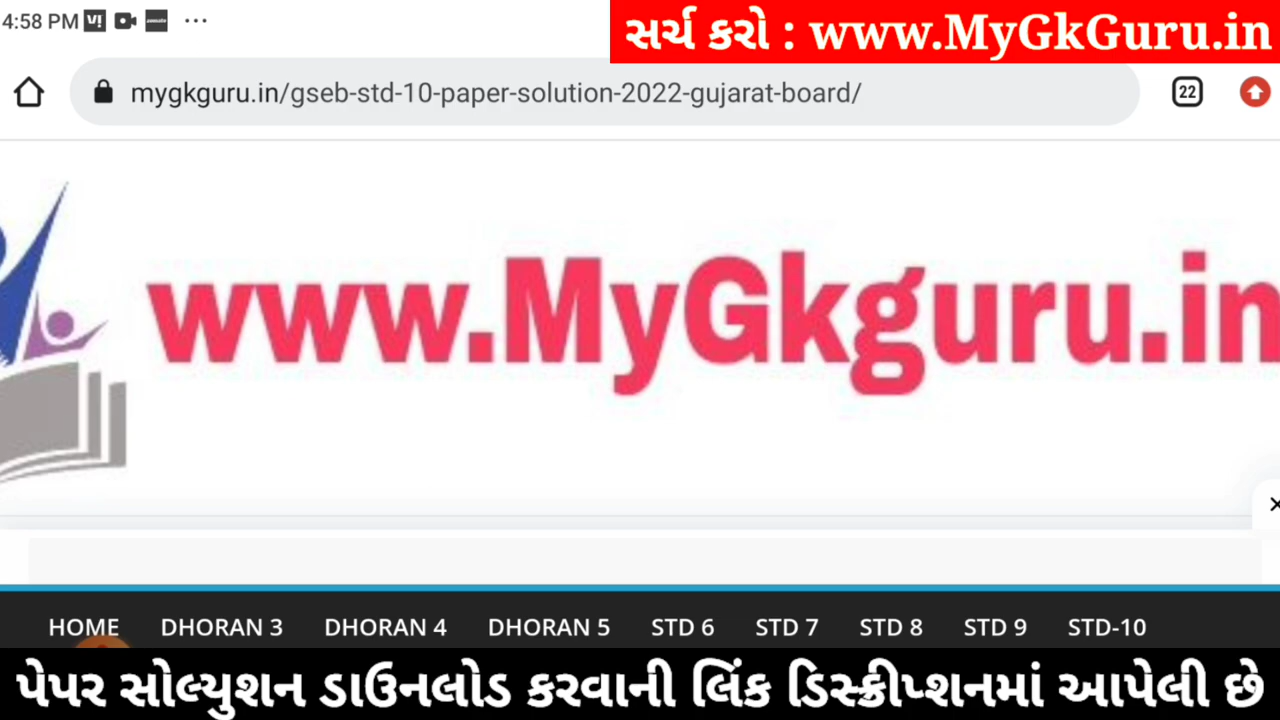 4:58 PM
સર્ચ કરો : www.MyGkGuru.in
mygkguru.in/gseb-std-10-paper-solution-2022-gujarat-board/
22
www.MyGkguru.in
HOME DHORAN 3 DHORAN 4 DHORAN 5 STD 6 STD 7 STD 8 STD 9 STD-10
પેપર સોલ્યુશન ડાઉનલોડ કરવાની લિંક ડિસ્ક્રીપ્શનમાં આપેલી છે